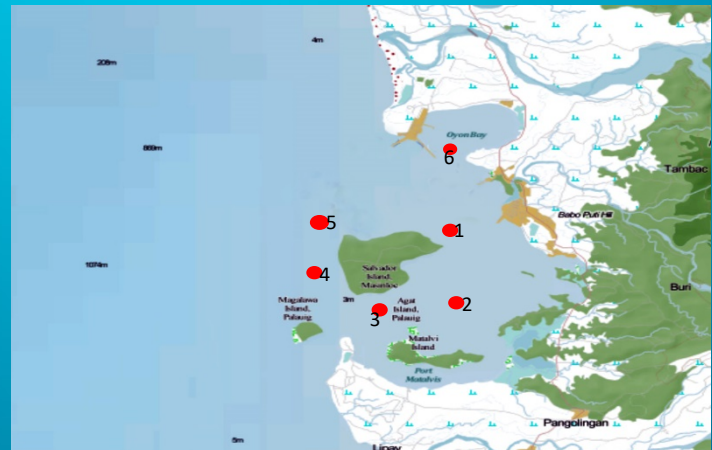 4m
208m
Oyon Bay
869m
6
Tambac
5
1
Babo Puti Hill
1074m
4
Salvador
Island,
Masinloc
Buri
Magalawa
Island,
Palauig
3m
Agat
Island,
Palauig
2
3
Matalvi
Island
Port
Matalvis
Pangolingan
5m
Lipay